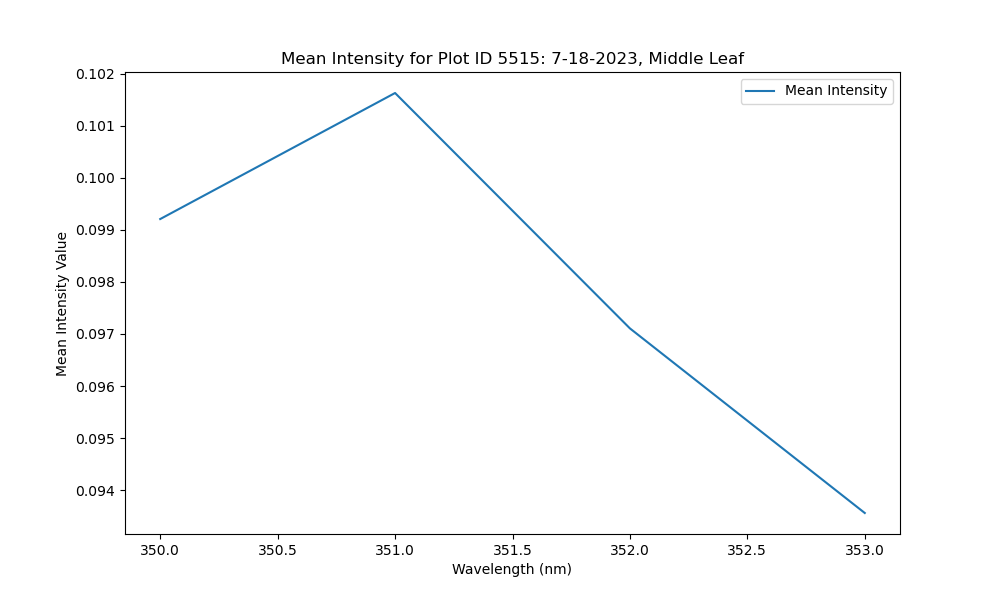 Mean Intensity for Plot ID 5515: 7-18-2023, Middle Leaf
Mean Intensity
Mean Intensity Value
0.102
0.101
0.100
0.099
0.098
0.097
0.096
0.095
0.094
350.0 350.5 351.0 351.5 352.0 352.5 353.0
Wavelength (nm)